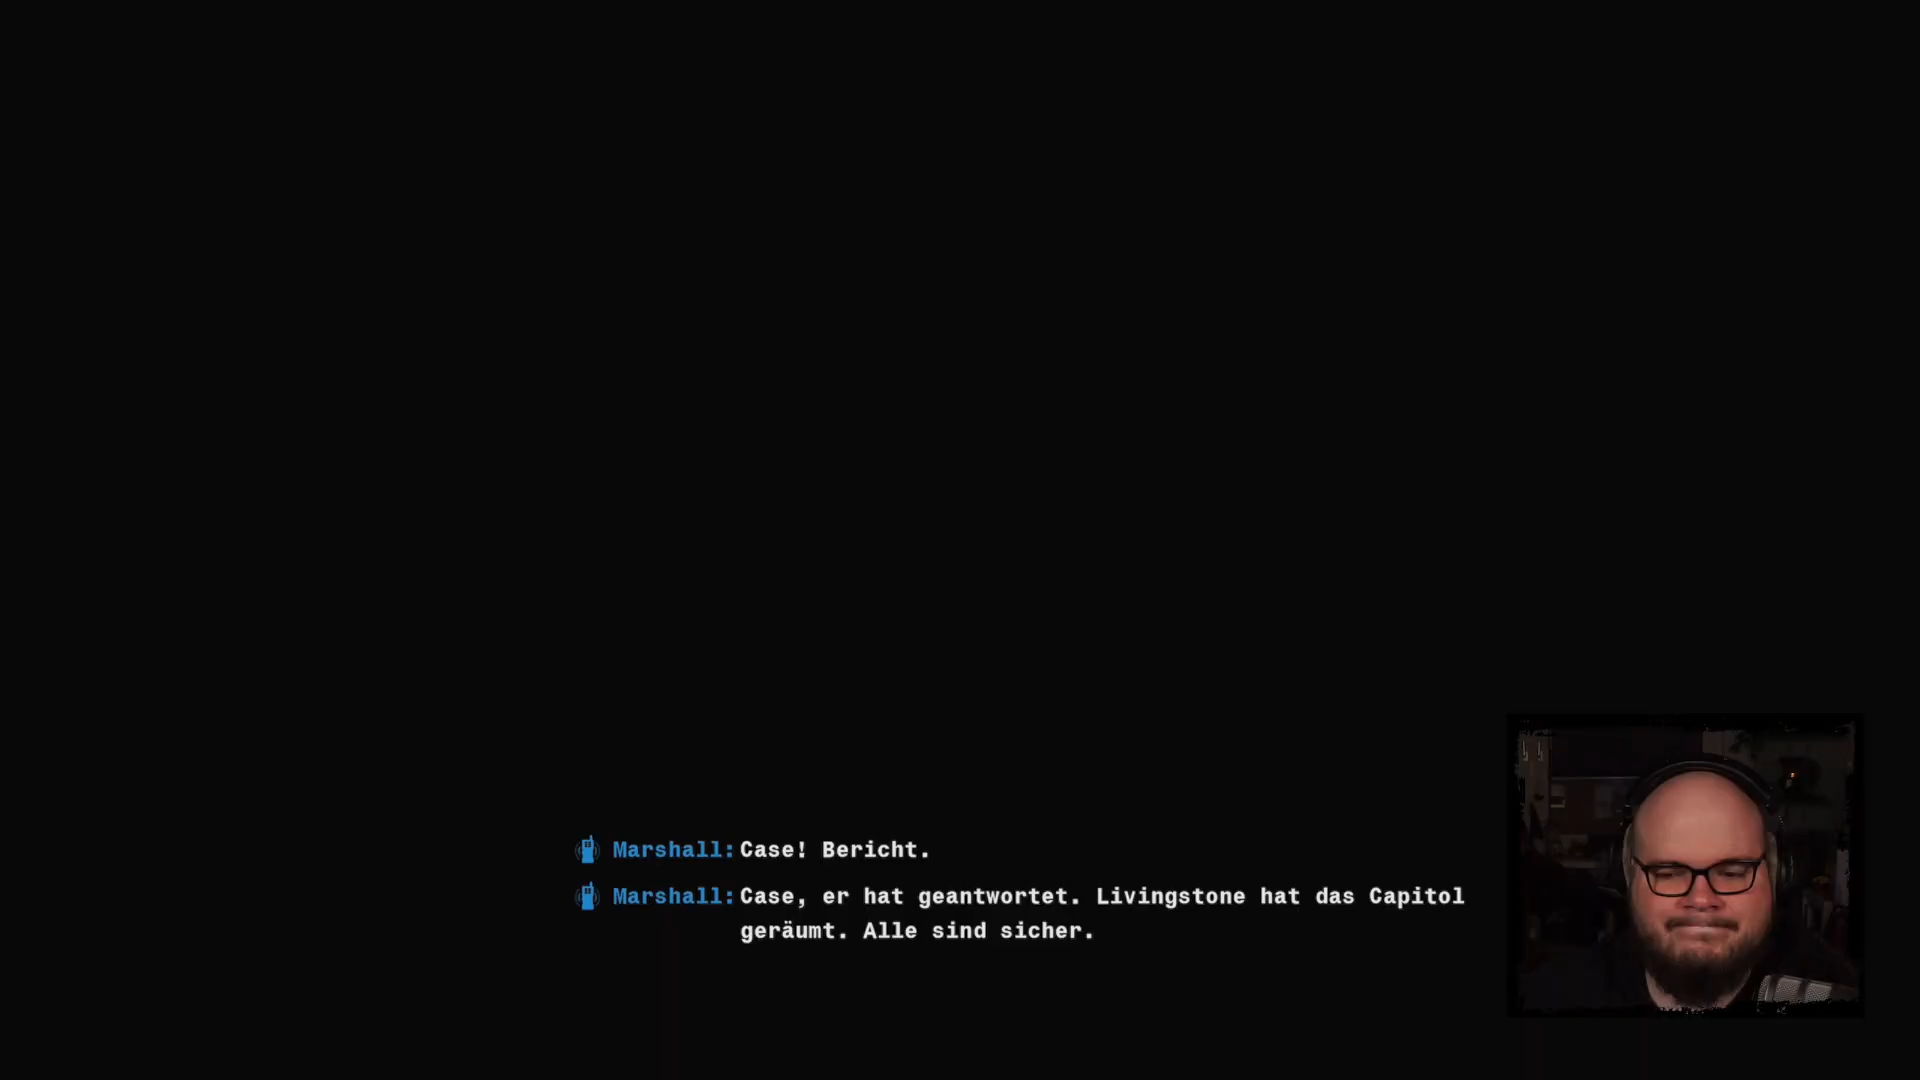 Marshall: Case! Bericht.
Marshall: Case, er hat geantwortet. Livingstone hat das Capitol
geräumt. Alle sind sicher.